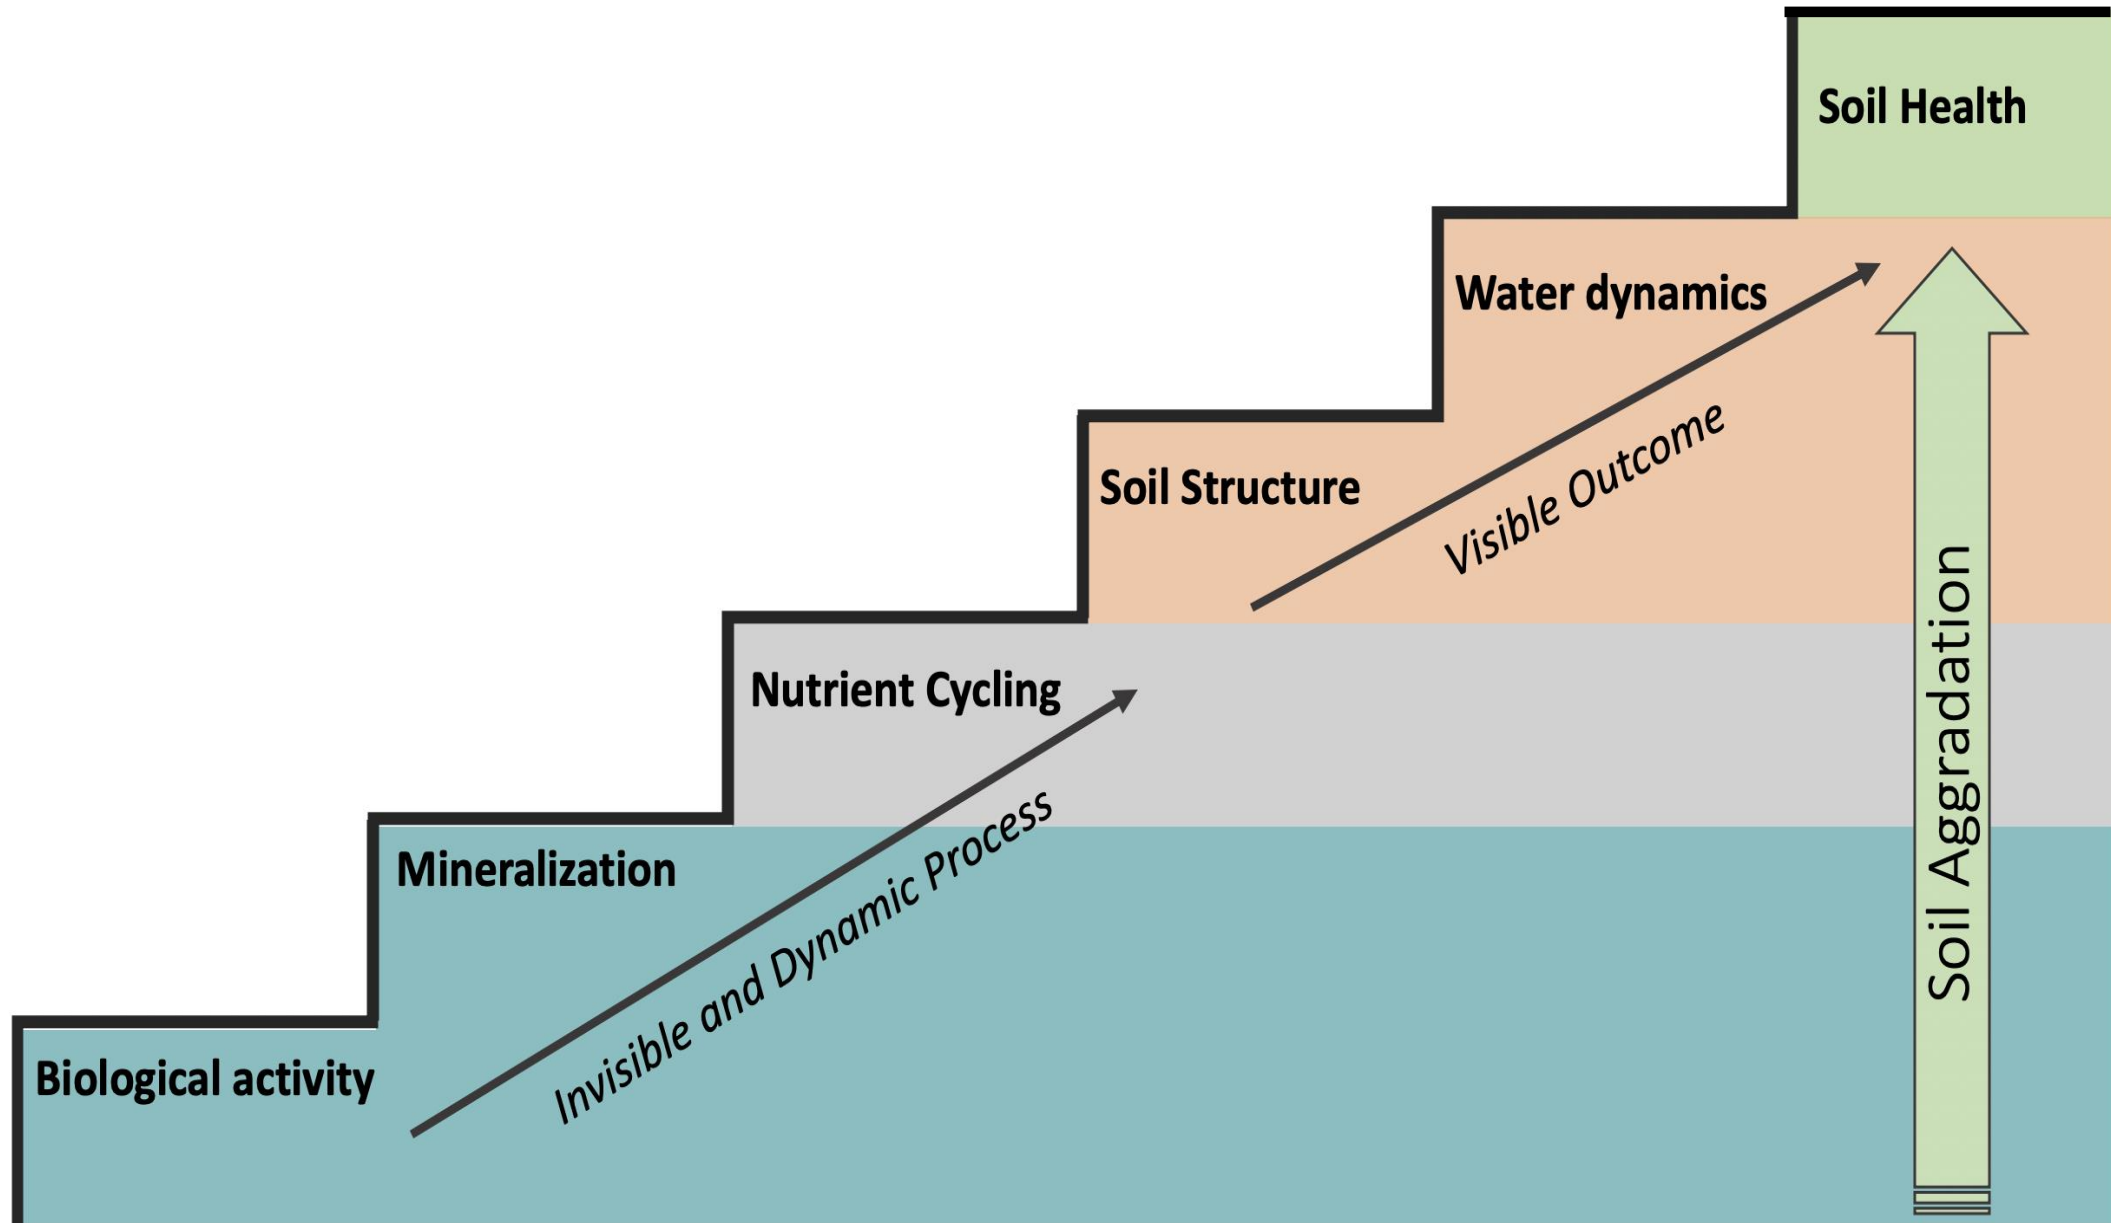 Soil Health
Water dynamics
Visible Outcome
Soil Structure
Nutrient Cycling
Soil Aggradation
Mineralization
Invisible and Dynamic Process
Biological activity